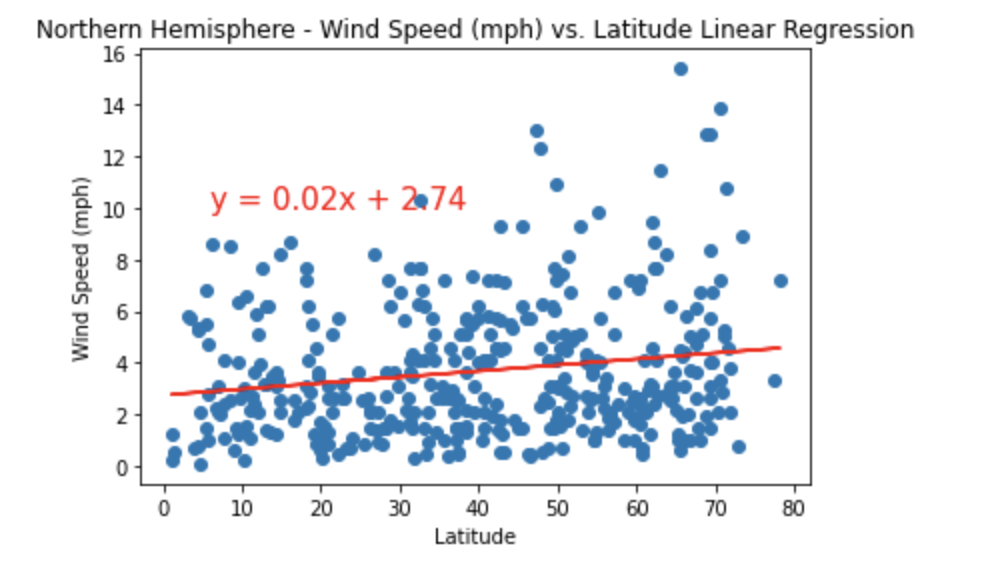 Northern Hemisphere - Wind Speed (mph) vs. Latitude Linear Regression
16
14
12
10
8
6
4
2
0
Wind Speed (mph)
y = 0.02x + 2.74
0 10 20 30 40 50 60 70 80
Latitude